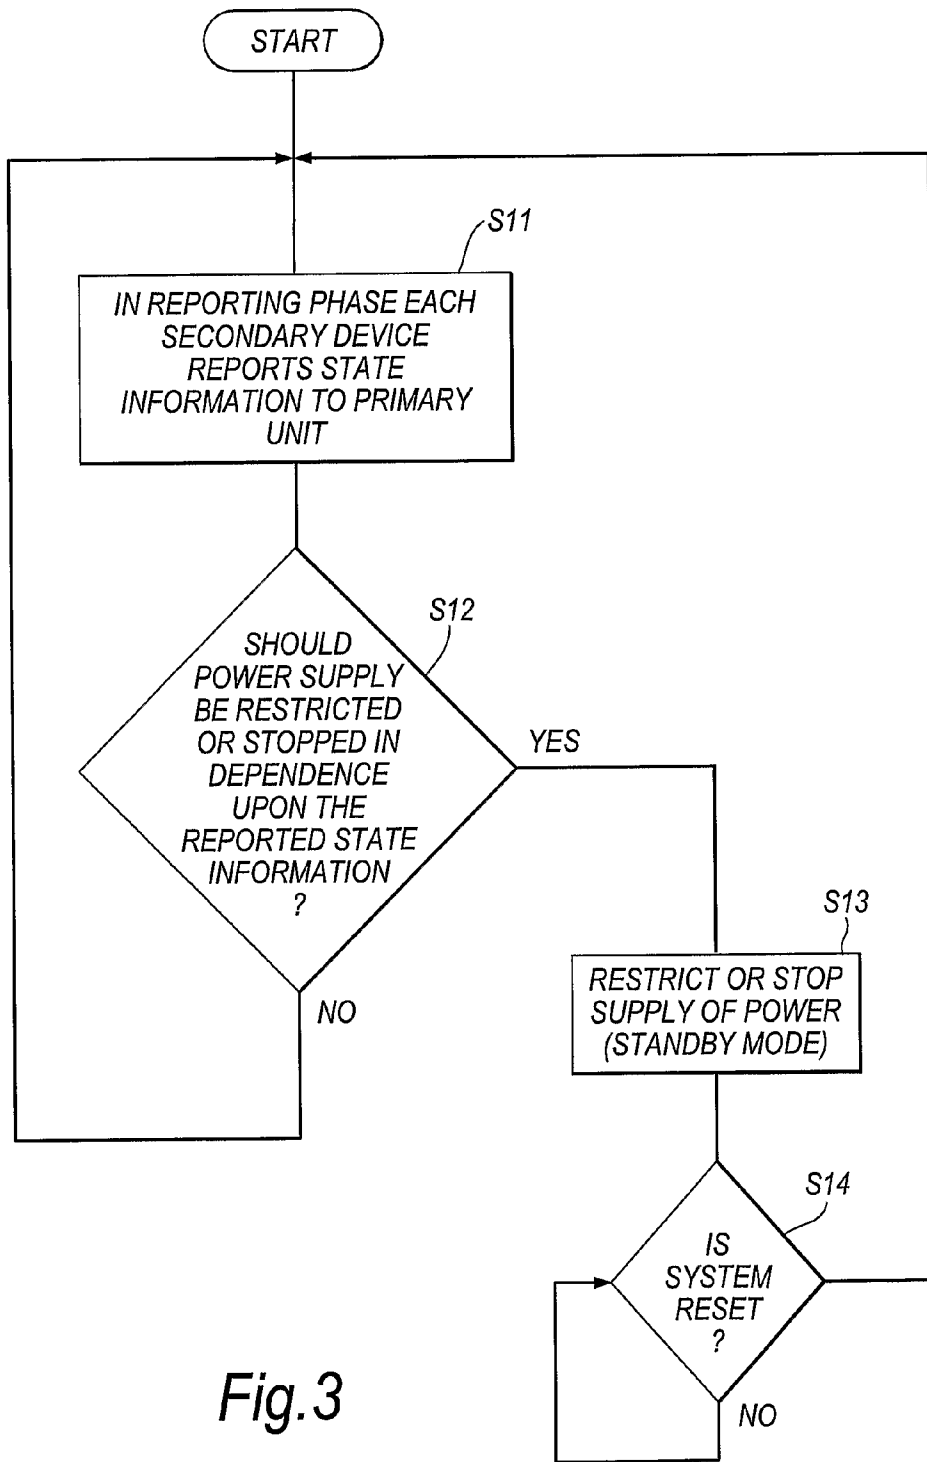 START
S11
IN REPORTING PHASE EACH
SECONDARY DEVICE
REPORTS STATE
INFORMATION TO PRIMARY
UNIT
S12
SHOULD
POWER SUPPLY
BE RESTRICTED
OR STOPPED IN
DEPENDENCE
UPON THE
REPORTED STATE
INFORMATION
?
YES
NO
S13
RESTRICT OR STOP
SUPPLY OF POWER
(STANDBY MODE)
S14
IS
SYSTEM
RESET
?
NO
Fig.3